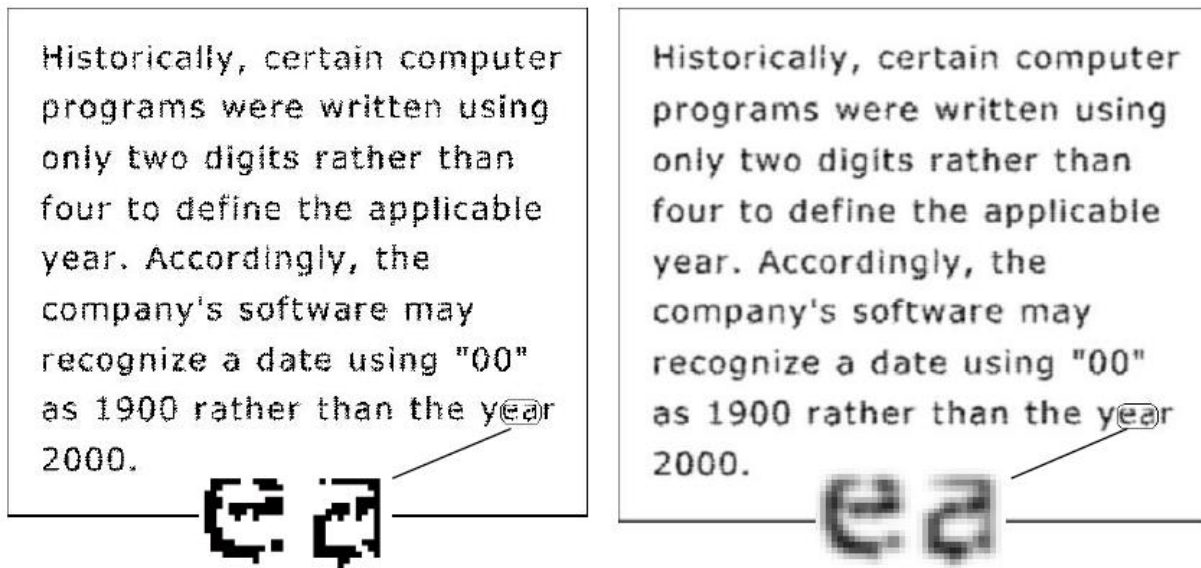 Historically, certain computer
programs were written using
only two digits rather than
four to define the applicable
year. Accordingly, the
company's software may
recognize a date using "00"
as 1900 rather than the year
2000.
ea
Historically, certain computer
programs were written using
only two digits rather than
four to define the applicable
year. Accordingly, the
company's software may
recognize a date using "00"
as 1900 rather than the year
2000.
ea